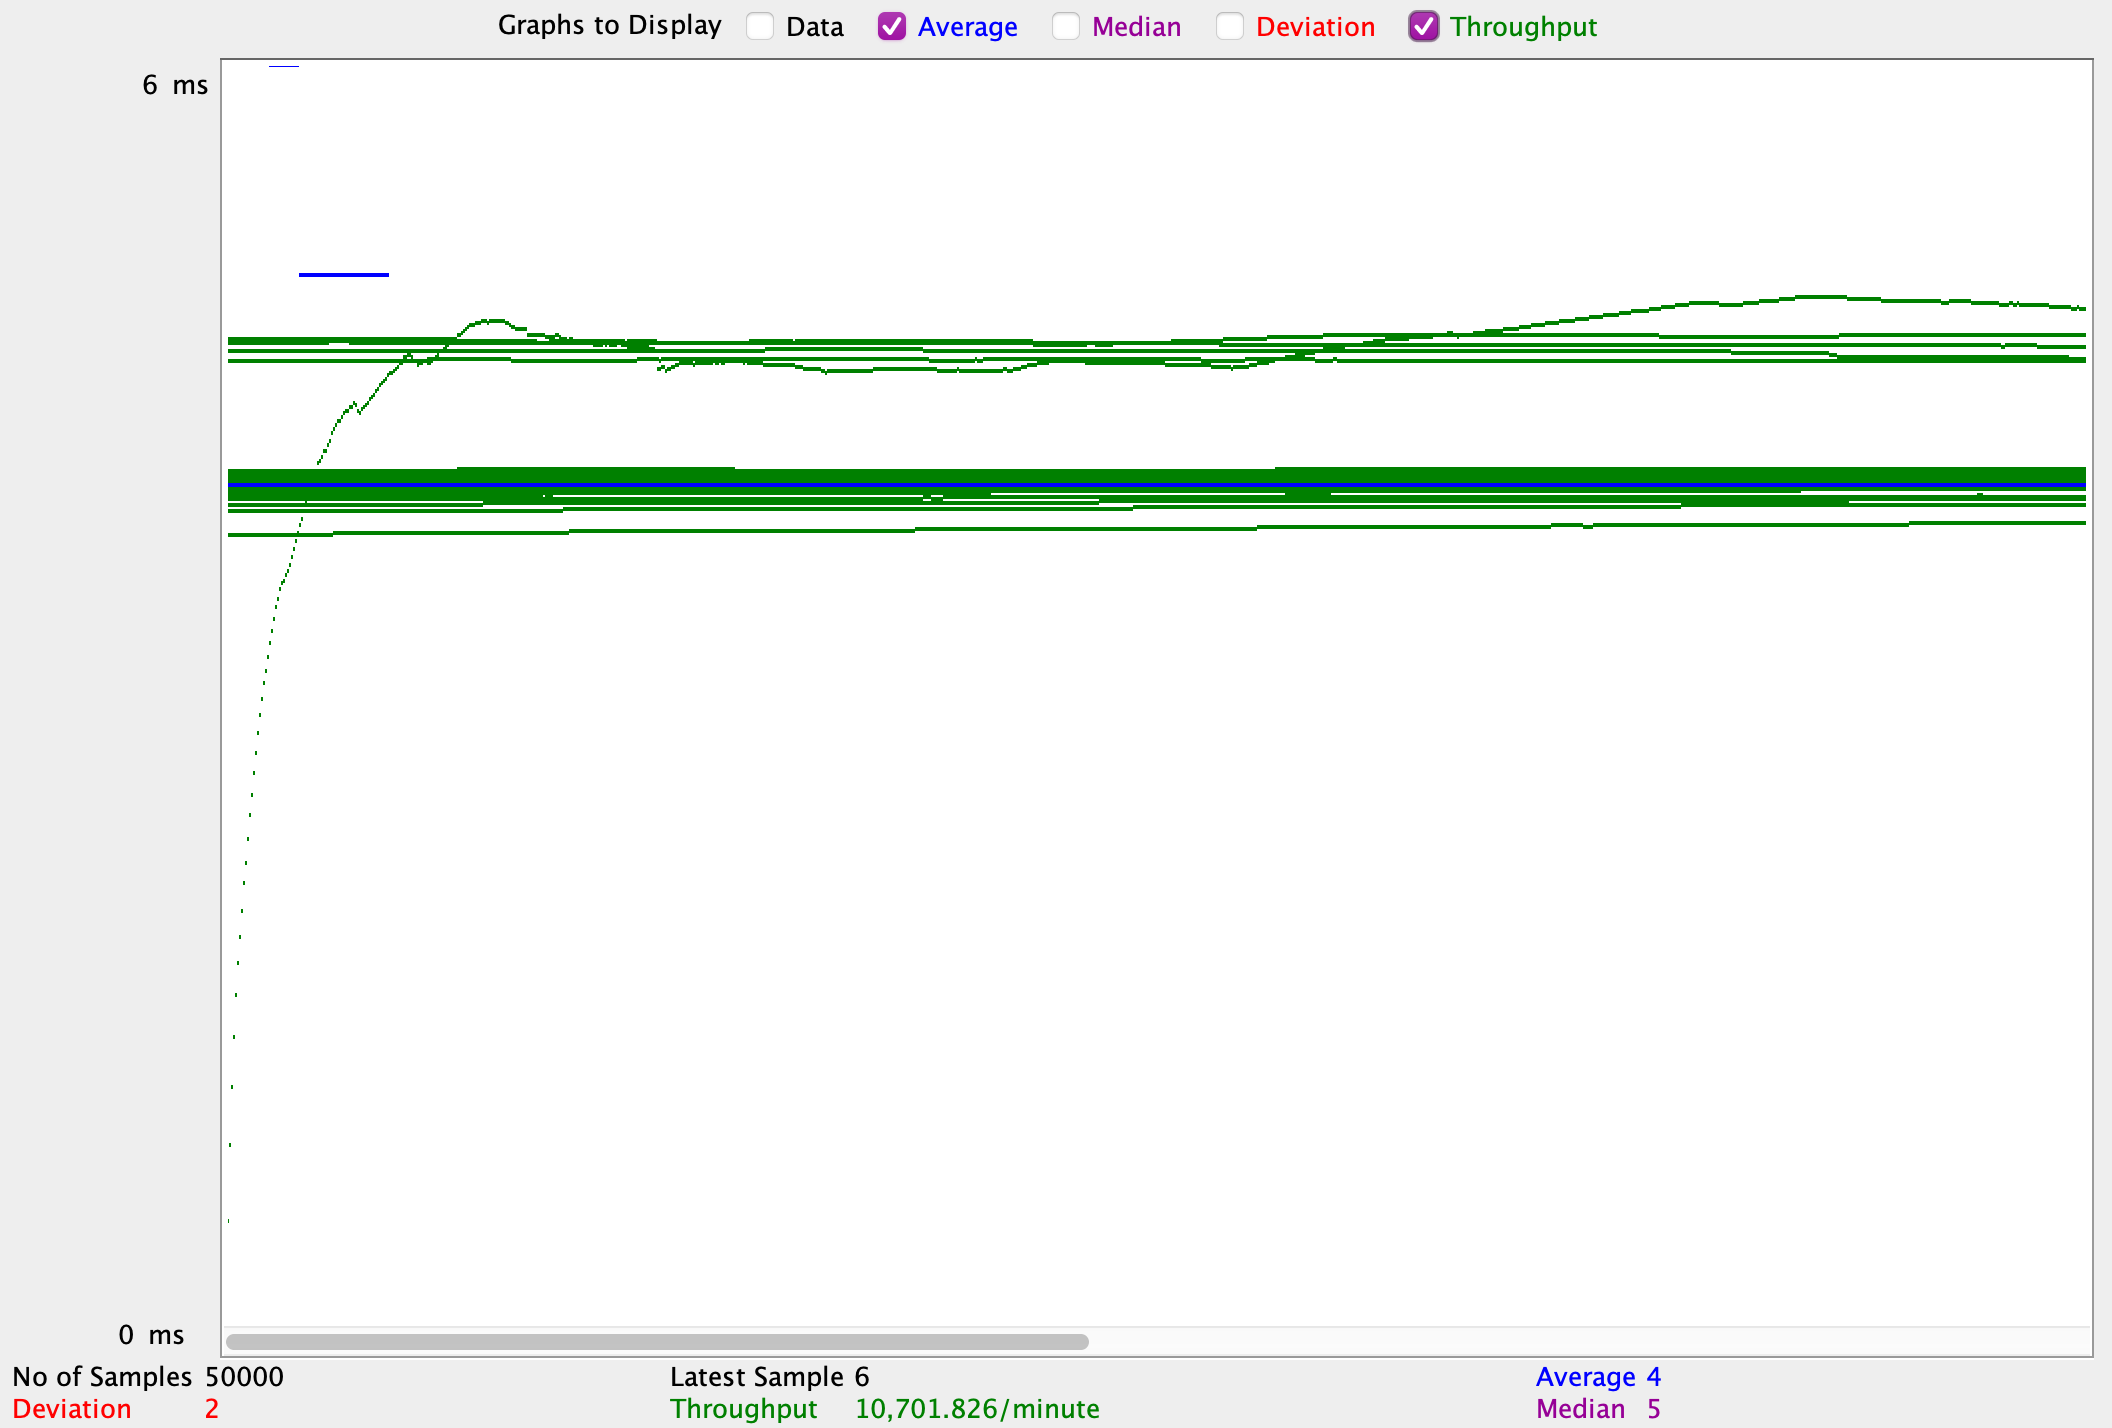 Graphs to Display Data Average Median Deviation Throughput
6 ms
0 ms
No of Samples 50000 Latest Sample 6 Average 4
Deviation 2 Throughput 10,701.826/minute Median 5